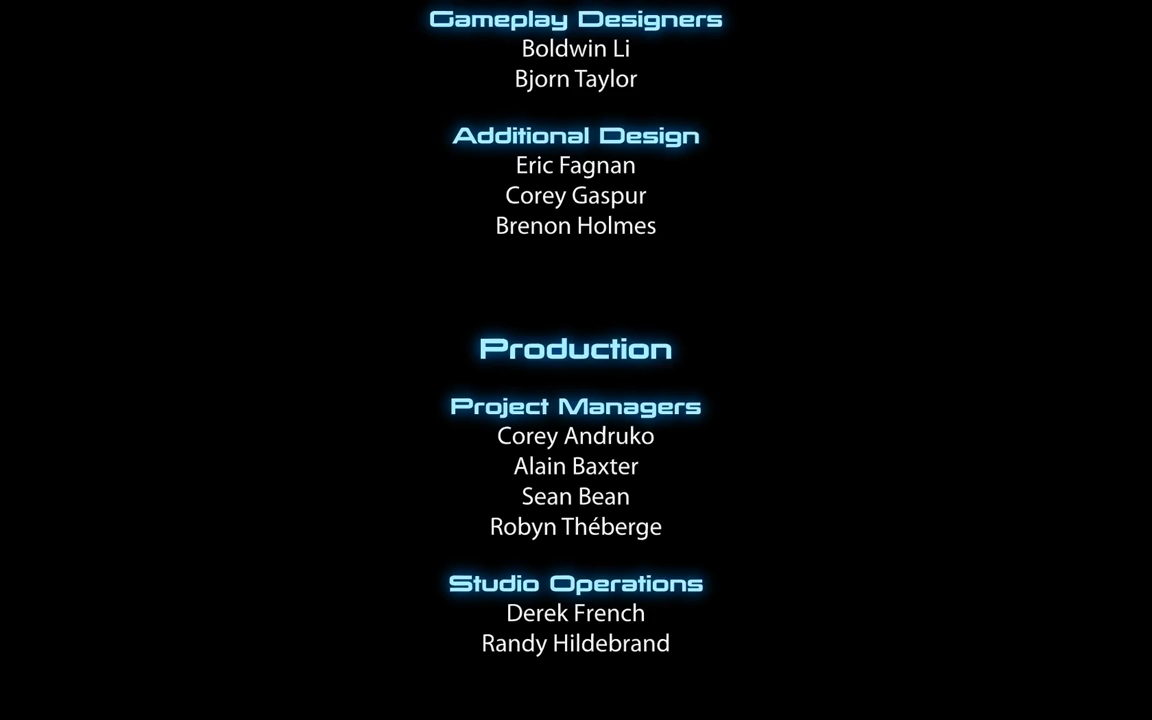 Gameplay Designers
Boldwin Li
Bjorn Taylor
Additional Design
Eric Fagnan
Corey Gaspur
Brenon Holmes
Production
Project Managers
Corey Andruko
Alain Baxter
Sean Bean
Robyn Théberge
Studio Operations
Derek French
Randy Hildebrand